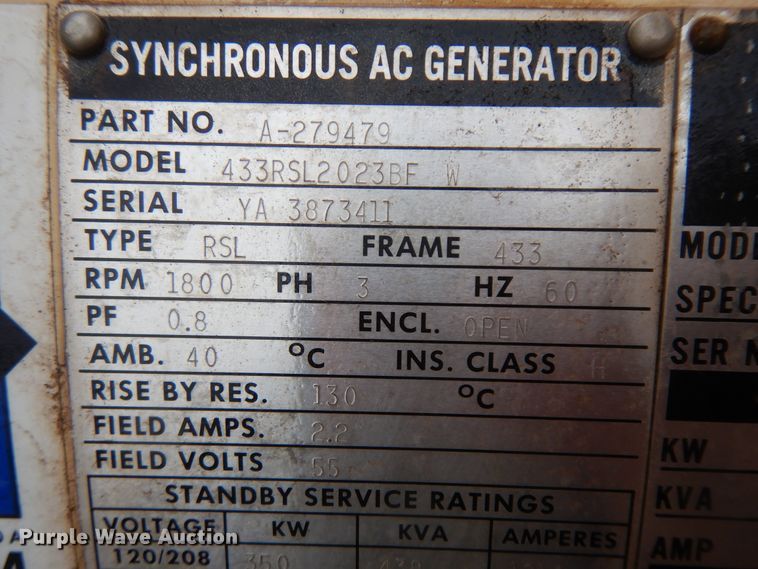 SYNCHRONOUS AC GENERATOR
PART NO. A-279479
MODEL 433RSL2023BF W
SERIAL YA 3873411
TYPE RSL FRAME 433
RPM 1800 PH 3 HZ 60
PF 0.8 ENCL. OPEN
AMB. 40 °C INS. CLASS H
RISE BY RES. 130 °C
FIELD AMPS. 2.2
FIELD VOLTS 55
STANDBY SERVICE RATINGS
VOLTAGE KW KVA AMPERES
120/208 350 438
SPEC
SER N
KW
KVA
AMP
Purple Wave Auction